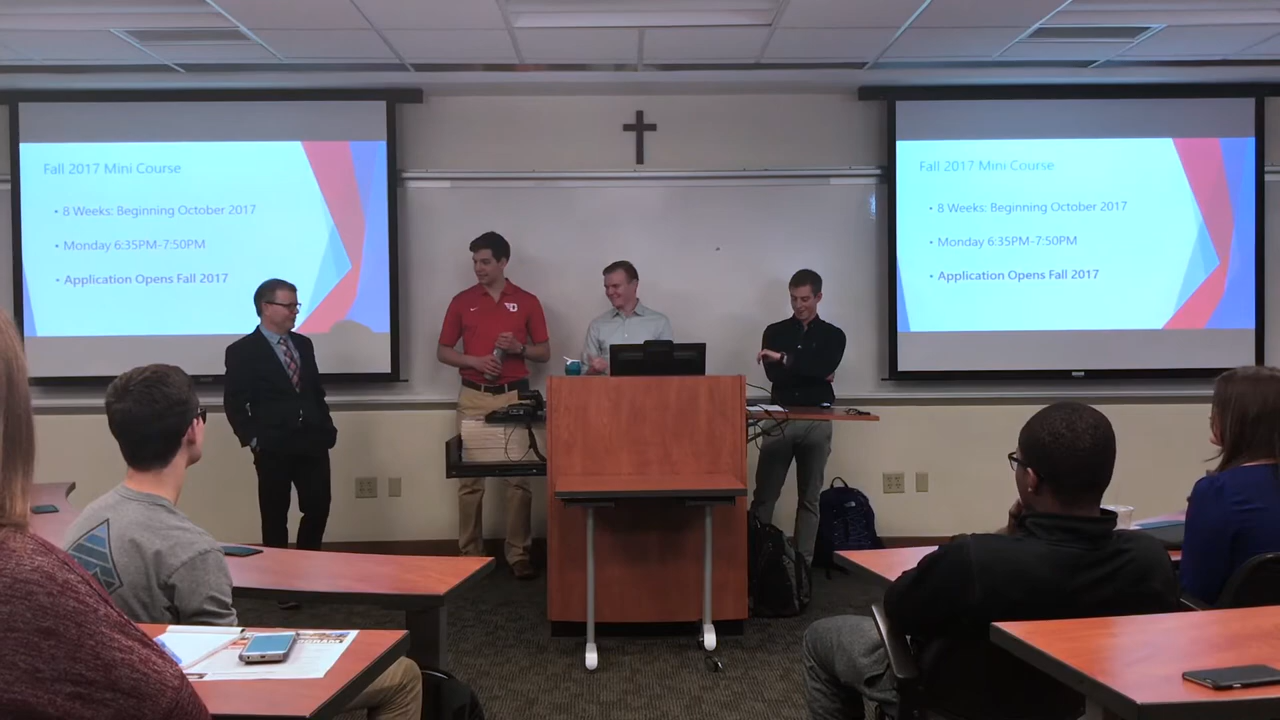 Fall 2017 Mini Course
• 8 Weeks: Beginning October 2017
• Monday 6:35PM-7:50PM
• Application Opens Fall 2017
Fall 2017 Mini Course
• 8 Weeks: Beginning October 2017
• Monday 6:35PM-7:50PM
• Application Opens Fall 2017
D